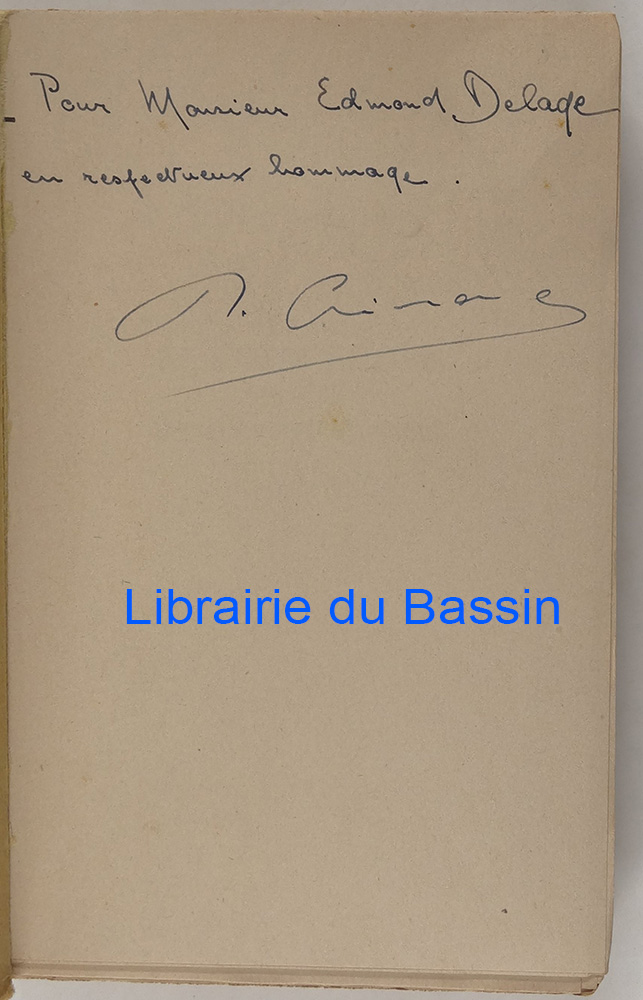 Pour Monsieur Edmond Delage
en respectueux hommage .
Librairie du Bassin